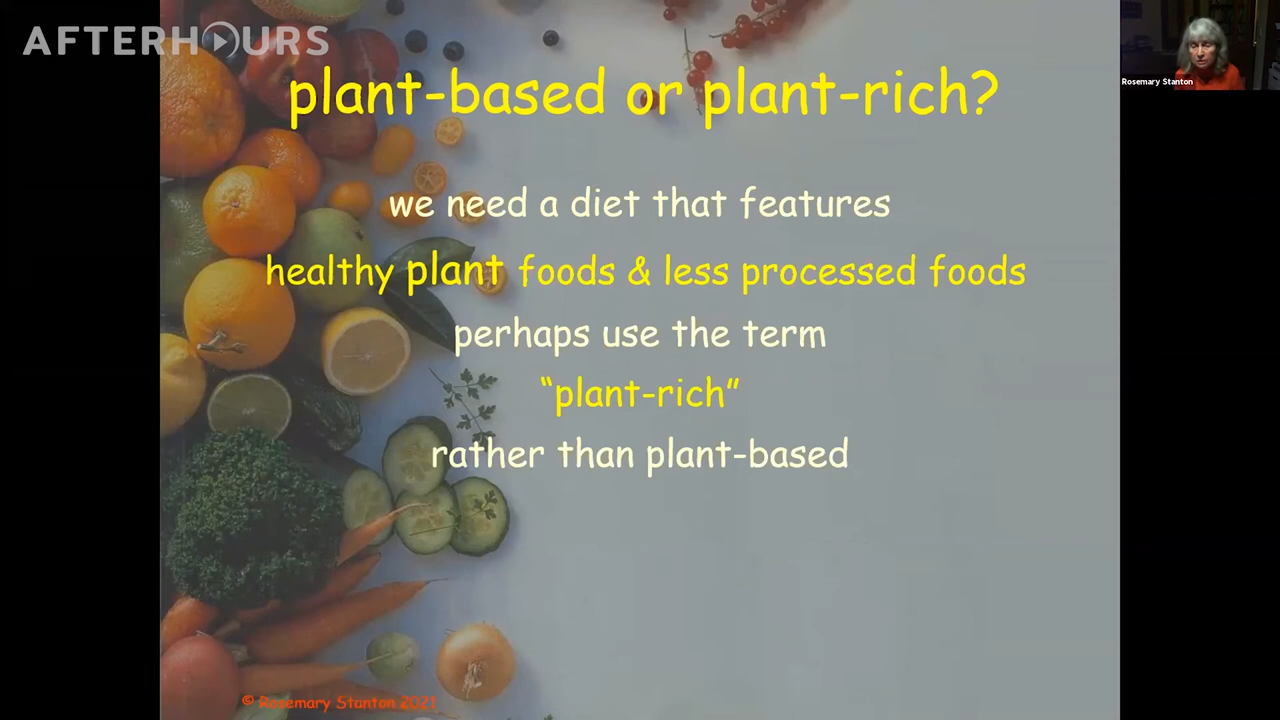 AFTERHOURS
Rosemary Stanton
plant-based or plant-rich?
we need a diet that features
healthy plant foods & less processed foods
perhaps use the term
“plant-rich”
rather than plant-based
© Rosemary Stanton 2021